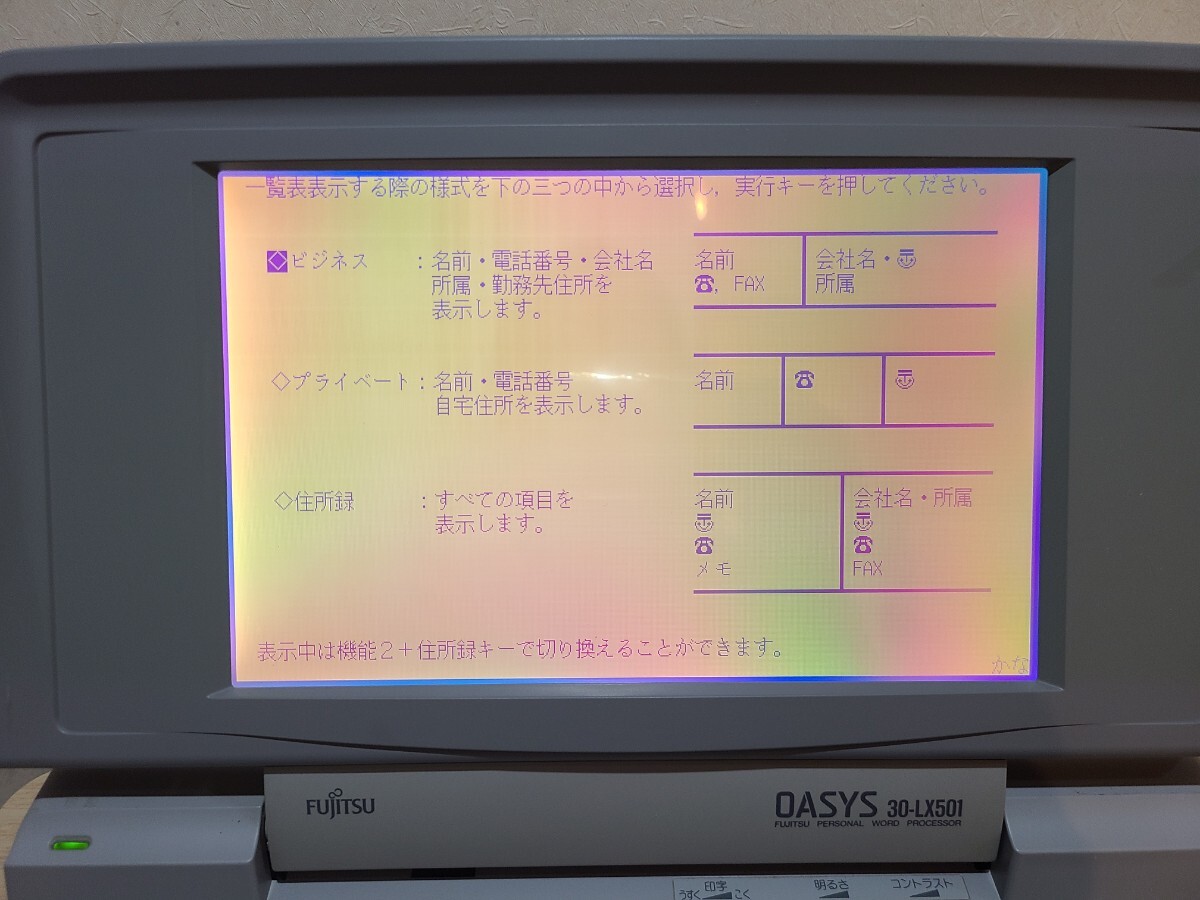 一覧表表示する際の様式を下の三つの中から選択し，実行キーを押してください。
◇ビジネス　：名前・電話番号・会社名
所属・勤務先住所を
表示します。
名前
☎，FAX
会社名・〠
所属
◇プライベート：名前・電話番号
自宅住所を表示します。
名前
☎
〠
◇住所録　：すべての項目を
表示します。
名前
〠
☎
メモ
会社名・所属
〠
☎
FAX
表示中は機能２＋住所録キーで切り換えることができます。
かな
FUJITSU
OASYS 30-LX501
FUJITSU PERSONAL WORD PROCESSOR
印字
うすく こく
明るさ
コントラスト